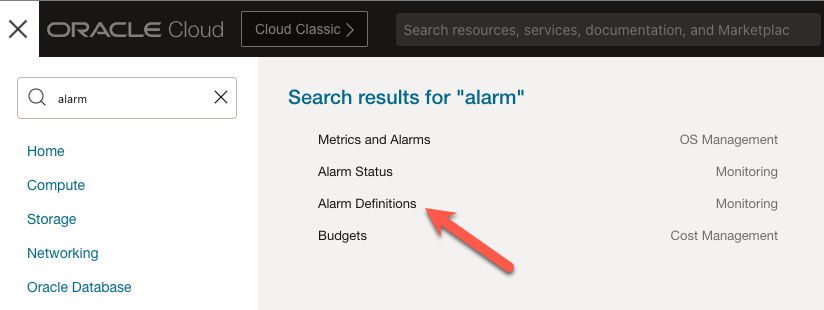 ORACLE Cloud
Cloud Classic >
Search resources, services, documentation, and Marketplac
alarm
Home
Compute
Storage
Networking
Oracle Database
Search results for "alarm"
Metrics and Alarms OS Management
Alarm Status Monitoring
Alarm Definitions Monitoring
Budgets Cost Management